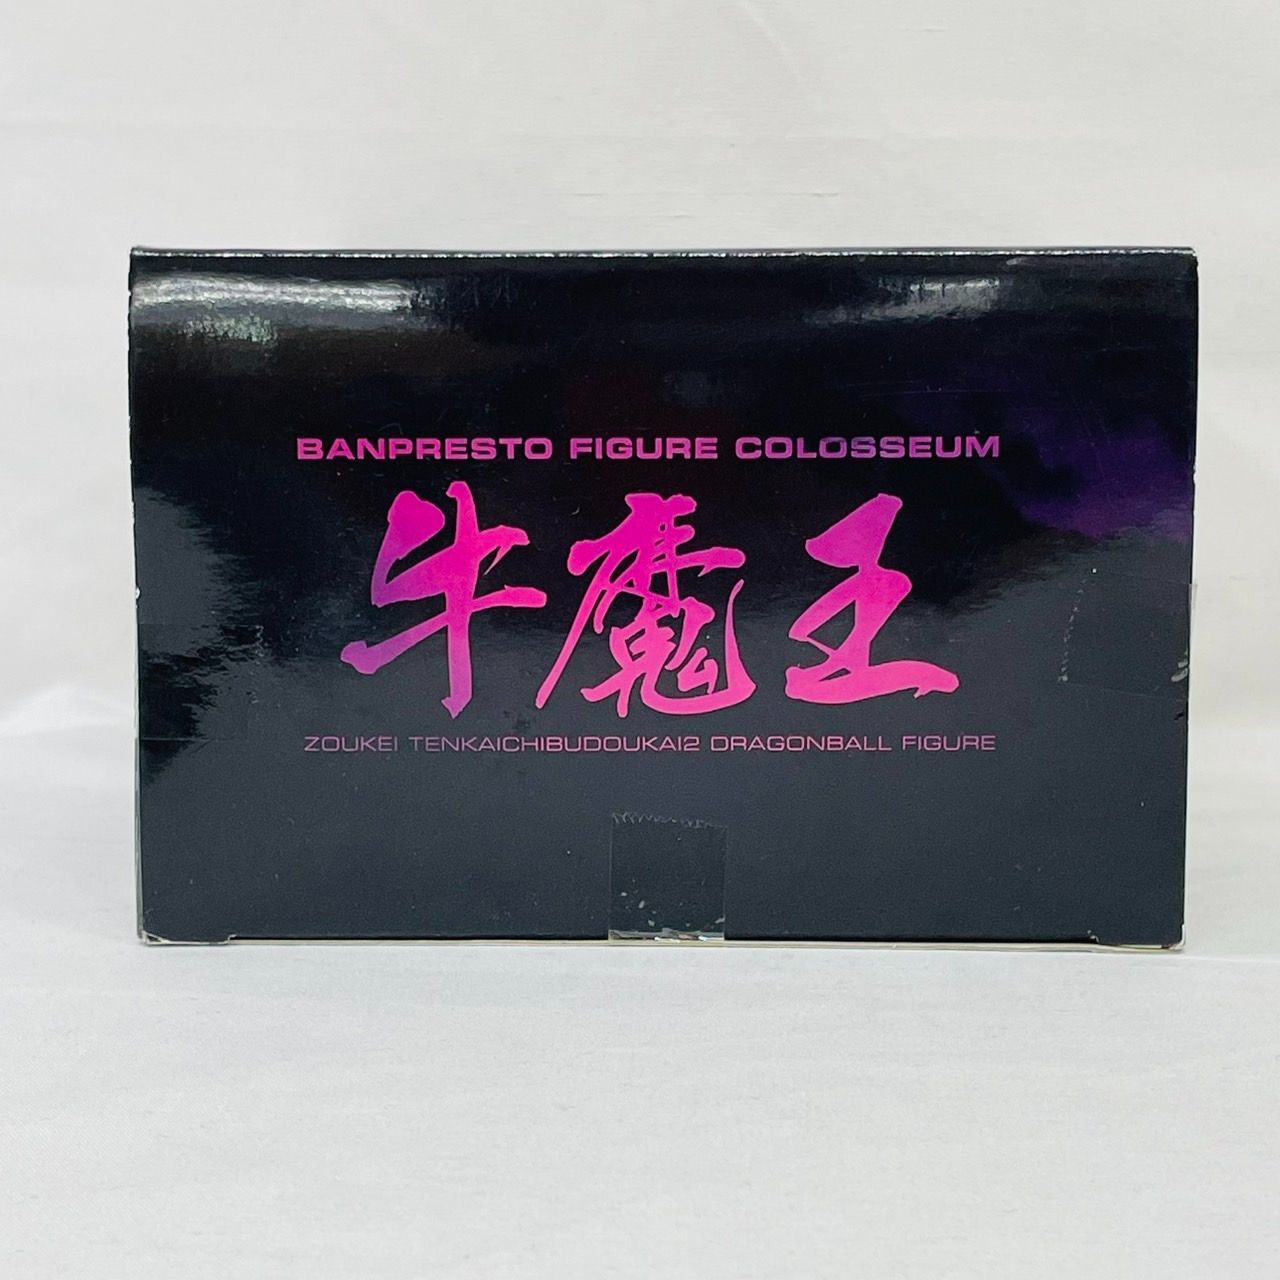 BANPRESTO FIGURE COLOSSEUM
牛魔王
ZOUKEI TENKAICHIBUDOUKAI2 DRAGONBALL FIGURE